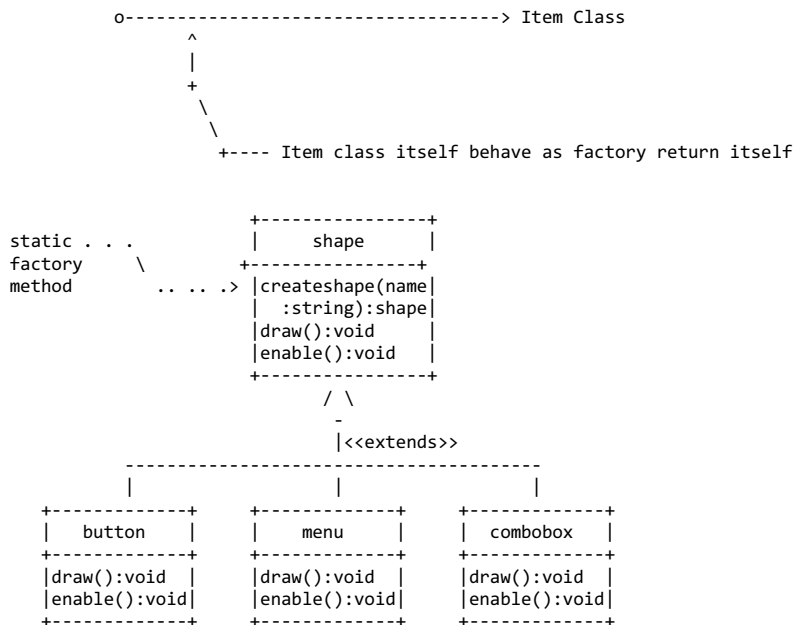 Item Class
Item class itself behave as factory return itself
static . . .
factory
method
shape
createshape(name
:string):shape
draw():void
enable():void
<<extends>>
button
draw():void
enable():void
menu
draw():void
enable():void
combobox
draw():void
enable():void